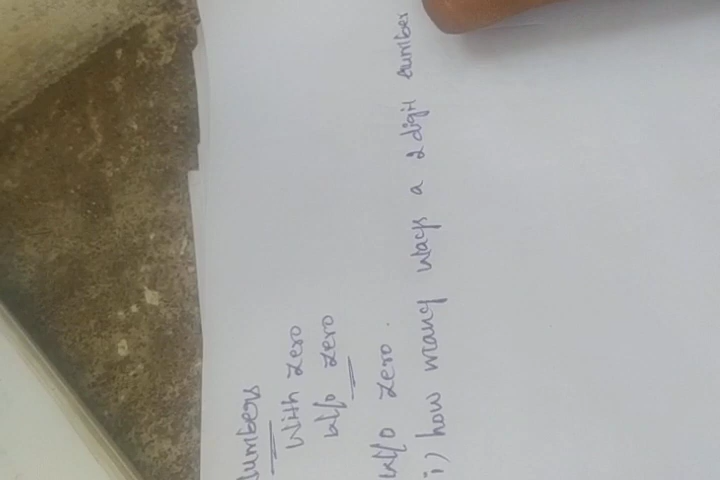 Numbers
With zero
w/o zero
w/o zero.
i) how many ways a 2 digit number